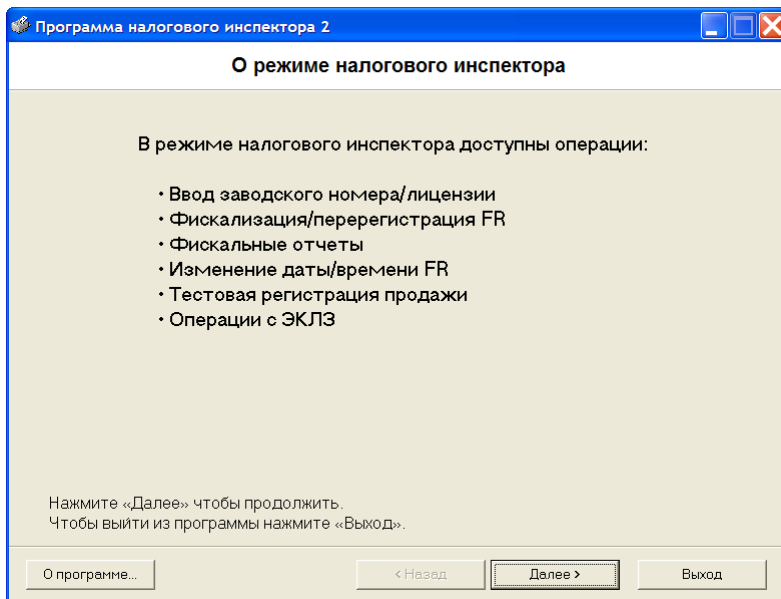 Программа налогового инспектора 2
О режиме налогового инспектора
В режиме налогового инспектора доступны операции:
• Ввод заводского номера/лицензии
• Фискализация/перерегистрация FR
• Фискальные отчеты
• Изменение даты/времени FR
• Тестовая регистрация продажи
• Операции с ЭКЛЗ
Нажмите «Далее» чтобы продолжить.
Чтобы выйти из программы нажмите «Выход».
О программе... < Назад Далее > Выход